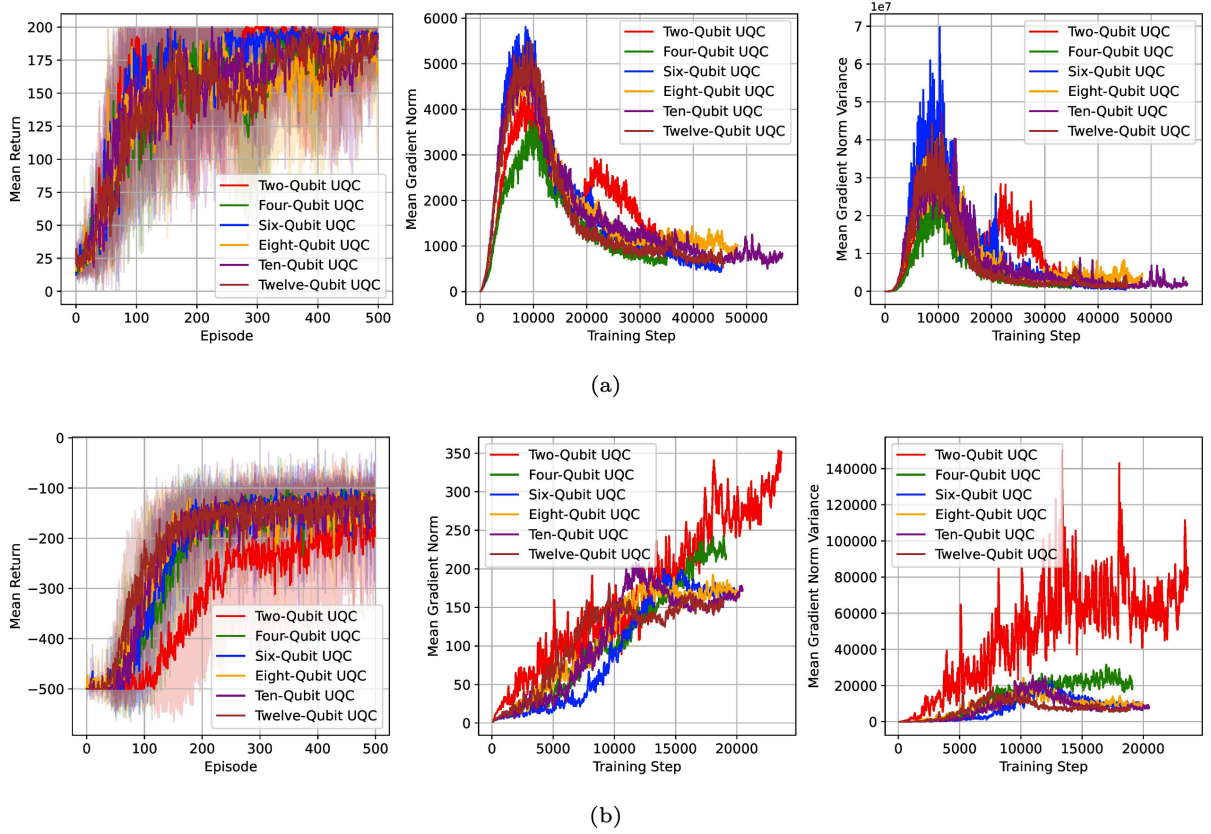 200
175
150
125
100
75
50
25
0
Mean Return
Two-Qubit UQC
Four-Qubit UQC
Six-Qubit UQC
Eight-Qubit UQC
Ten-Qubit UQC
Twelve-Qubit UQC
0 100 200 300 400 500
Episode
6000
5000
4000
3000
2000
1000
0
Mean Gradient Norm
Two-Qubit UQC
Four-Qubit UQC
Six-Qubit UQC
Eight-Qubit UQC
Ten-Qubit UQC
Twelve-Qubit UQC
0 10000 20000 30000 40000 50000
Training Step
1e7
7
6
5
4
3
2
1
0
Mean Gradient Norm Variance
Two-Qubit UQC
Four-Qubit UQC
Six-Qubit UQC
Eight-Qubit UQC
Ten-Qubit UQC
Twelve-Qubit UQC
0 10000 20000 30000 40000 50000
Training Step
(a)
0
−100
−200
−300
−400
−500
Mean Return
Two-Qubit UQC
Four-Qubit UQC
Six-Qubit UQC
Eight-Qubit UQC
Ten-Qubit UQC
Twelve-Qubit UQC
0 100 200 300 400 500
Episode
350
300
250
200
150
100
50
0
Mean Gradient Norm
Two-Qubit UQC
Four-Qubit UQC
Six-Qubit UQC
Eight-Qubit UQC
Ten-Qubit UQC
Twelve-Qubit UQC
0 5000 10000 15000 20000
Training Step
140000
120000
100000
80000
60000
40000
20000
0
Mean Gradient Norm Variance
Two-Qubit UQC
Four-Qubit UQC
Six-Qubit UQC
Eight-Qubit UQC
Ten-Qubit UQC
Twelve-Qubit UQC
0 5000 10000 15000 20000
Training Step
(b)